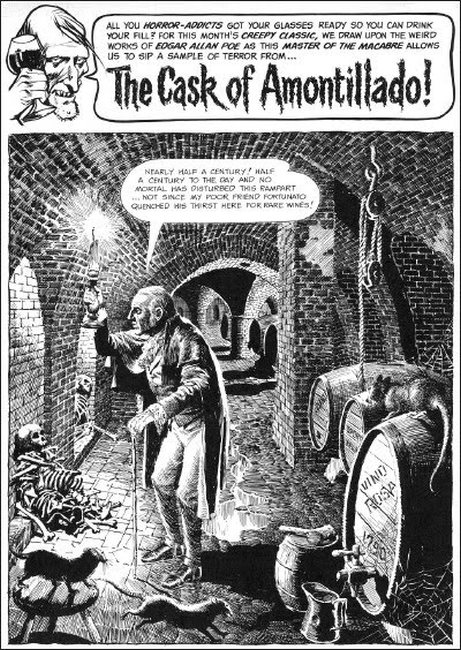 ALL YOU HORROR-ADDICTS GOT YOUR GLASSES READY SO YOU CAN DRINK
YOUR FILL? FOR THIS MONTH'S CREEPY CLASSIC, WE DRAW UPON THE WEIRD
WORKS OF EDGAR ALLAN POE AS THIS MASTER OF THE MACABRE ALLOWS
US TO SIP A SAMPLE OF TERROR FROM...
The Cask of Amontillado!
NEARLY HALF A CENTURY! HALF
A CENTURY TO THE DAY AND NO
MORTAL HAS DISTURBED THIS RAMPART
...NOT SINCE MY POOR FRIEND FORTUNATO
QUENCHED HIS THIRST HERE FOR RARE WINES!
VINO